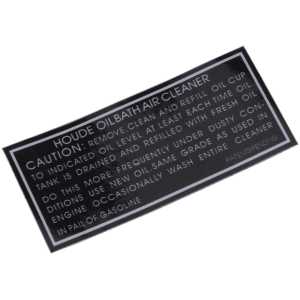 HOUDE OILBATH AIR CLEANER
CAUTION: REMOVE, CLEAN AND REFILL OIL CUP
TO INDICATED OIL LEVEL AT LEAST EACH TIME OIL
TANK IS DRAINED AND REFILLED WITH FRESH OIL
DO THIS MORE FREQUENTLY UNDER DUSTY CON-
DITIONS USE NEW OIL. SAME GRADE AS USED IN
ENGINE OCCASIONALLY WASH ENTIRE CLEANER
IN PAIL OF GASOLINE
PATENTS PENDING